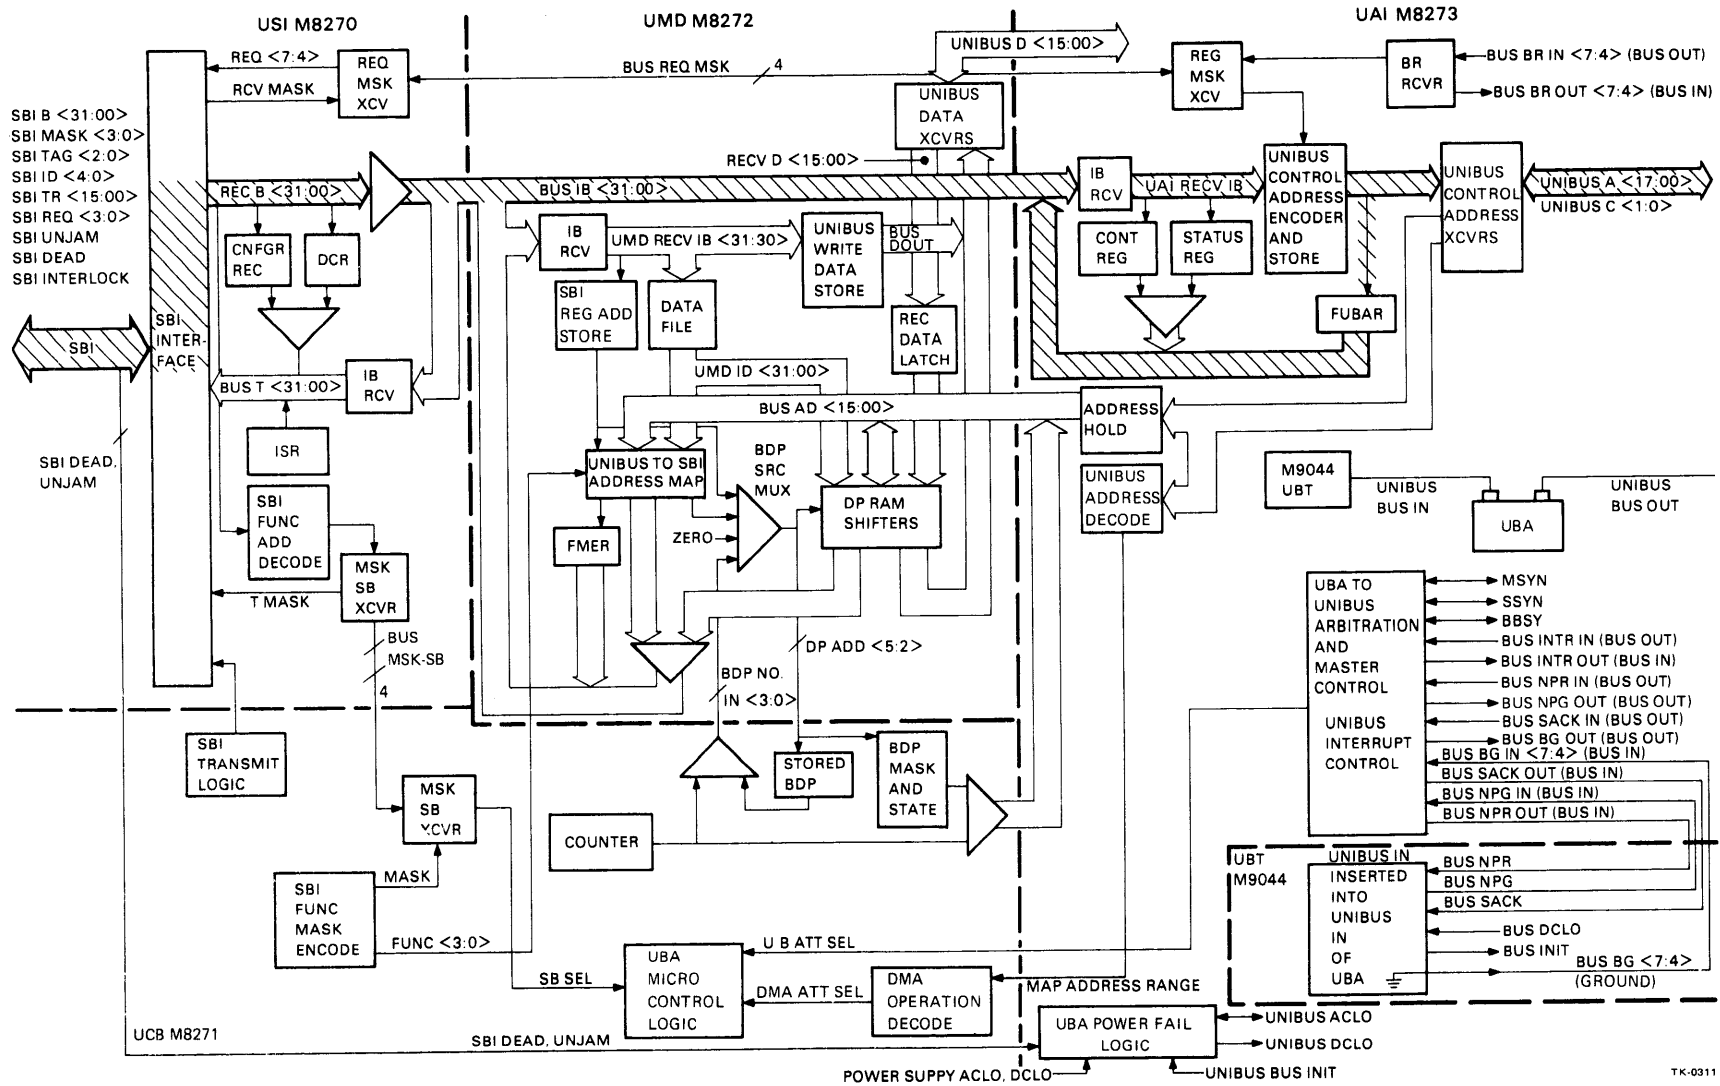 USI M8270
UMD M8272
UAI M8273
REQ <7:4>
RCV MASK
REQ
MSK
XCV
BUS REQ MSK
4
UNIBUS D <15:00>
UNIBUS
DATA
XCVRS
REG
MSK
XCV
BR
RCVR
BUS BR IN <7:4> (BUS OUT)
BUS BR OUT <7:4> (BUS IN)
SBI B <31:00>
SBI MASK <3:0>
SBI TAG <2:0>
SBI ID <4:0>
SBI TR <15:00>
SBI REQ <3:0>
SBI UNJAM
SBI DEAD
SBI INTERLOCK
SBI
SBI
INTER-
FACE
REC B <31:00>
BUS IB <31:00>
RECV D <15:00>
CNFGR
REC
DCR
BUS T <31:00>
IB
RCV
ISR
SBI
FUNC
ADD
DECODE
MSK
SB
XCVR
T MASK
BUS
MSK-SB
4
SBI DEAD,
UNJAM
IB
RCV
UMD RECV IB <31:30>
UNIBUS
WRITE
DATA
STORE
BUS
DOUT
SBI
REG ADD
STORE
DATA
FILE
REC
DATA
LATCH
UMD ID <31:00>
BUS AD <15:00>
UNIBUS TO SBI
ADDRESS MAP
BDP
SRC
MUX
ZERO
DP RAM
SHIFTERS
FMER
DP ADD <5:2>
BDP NO.
IN <3:0>
IB
RCV
UAI RECV IB
CONT
REG
STATUS
REG
UNIBUS
CONTROL
ADDRESS
ENCODER
AND
STORE
UNIBUS
CONTROL
ADDRESS
XCVRS
UNIBUS A <17:00>
UNIBUS C <1:0>
FUBAR
ADDRESS
HOLD
UNIBUS
ADDRESS
DECODE
M9044
UBT
UNIBUS
BUS IN
UBA
UNIBUS
BUS OUT
UBA TO
UNIBUS
ARBITRATION
AND
MASTER
CONTROL
UNIBUS
INTERRUPT
CONTROL
MSYN
SSYN
BBSY
BUS INTR IN (BUS OUT)
BUS INTR OUT (BUS IN)
BUS NPR IN (BUS OUT)
BUS NPG OUT (BUS OUT)
BUS SACK IN (BUS OUT)
BUS BG OUT (BUS OUT)
BUS BG IN <7:4> (BUS IN)
BUS SACK OUT (BUS IN)
BUS NPG IN (BUS IN)
BUS NPR OUT (BUS IN)
UBT
M9044
UNIBUS IN
INSERTED
INTO
UNIBUS
IN
OF
UBA
BUS NPR
BUS NPG
BUS SACK
BUS DCLO
BUS INIT
BUS BG <7:4>
(GROUND)
SBI
TRANSMIT
LOGIC
MSK
SB
XCVR
STORED
BDP
BDP
MASK
AND
STATE
COUNTER
SBI
FUNC
MASK
ENCODE
MASK
FUNC <3:0>
SB SEL
UBA
MICRO
CONTROL
LOGIC
U B ATT SEL
DMA ATT SEL
DMA
OPERATION
DECODE
MAP ADDRESS RANGE
UCB M8271
SBI DEAD, UNJAM
UBA POWER FAIL
LOGIC
UNIBUS ACLO
UNIBUS DCLO
POWER SUPPLY ACLO, DCLO
UNIBUS BUS INIT
TK-0311